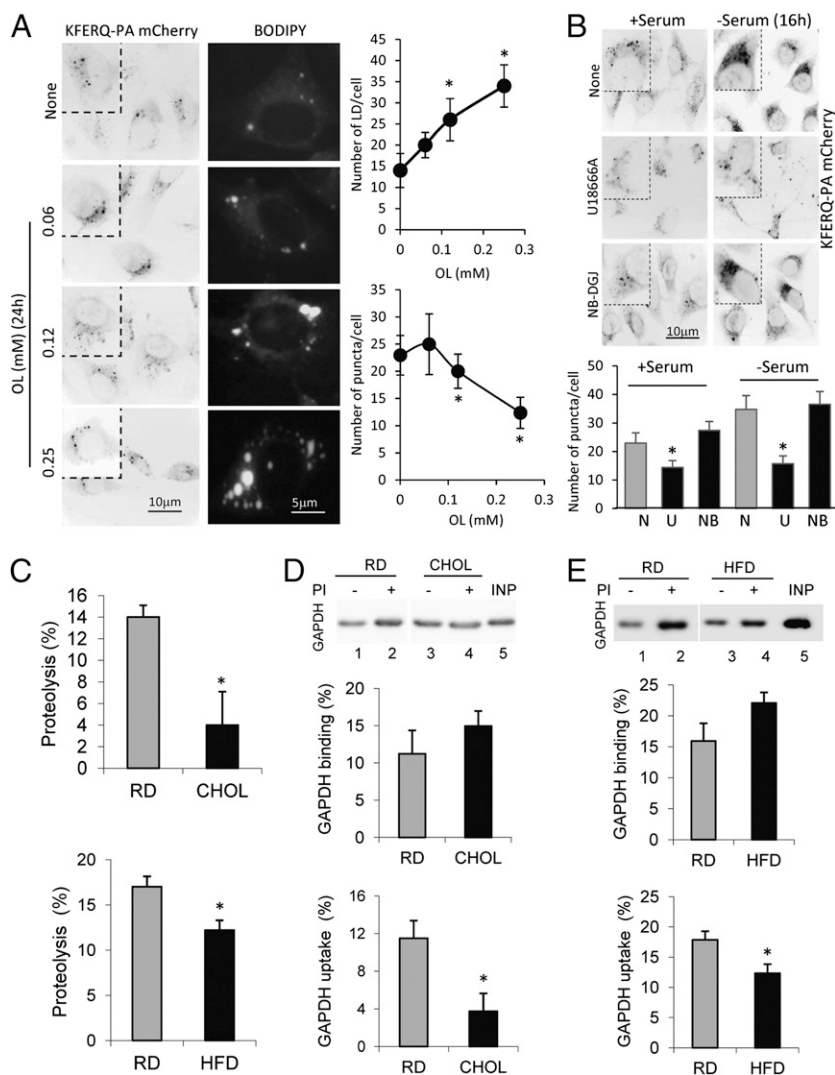 A
KFERQ-PA mCherry
BODIPY
None
0.06
0.12
0.25
OL (mM) (24h)
10μm
5μm
Number of LD/cell
40
35
30
25
20
15
10
5
0
*
*
0 0.1 0.2 0.3
OL (mM)
Number of puncta/cell
35
30
25
20
15
10
5
0
*
*
0 0.1 0.2 0.3
OL (mM)
B
+Serum
-Serum (16h)
None
U18666A
NB-DGJ
KFERQ-PA mCherry
10μm
+Serum
-Serum
Number of puncta/cell
50
40
30
20
10
0
*
*
N U NB N U NB
C
Proteolysis (%)
16
14
12
10
8
6
4
2
0
*
RD CHOL
Proteolysis (%)
20
15
10
5
0
*
RD HFD
D
RD CHOL
PI - + - + INP
GAPDH
1 2 3 4 5
GAPDH binding (%)
20
15
10
5
0
RD CHOL
GAPDH uptake (%)
16
12
8
4
0
*
RD CHOL
E
RD HFD INP
PI - + - +
GAPDH
1 2 3 4 5
GAPDH binding (%)
25
20
15
10
5
0
RD HFD
GAPDH uptake (%)
25
20
15
10
5
0
*
RD HFD